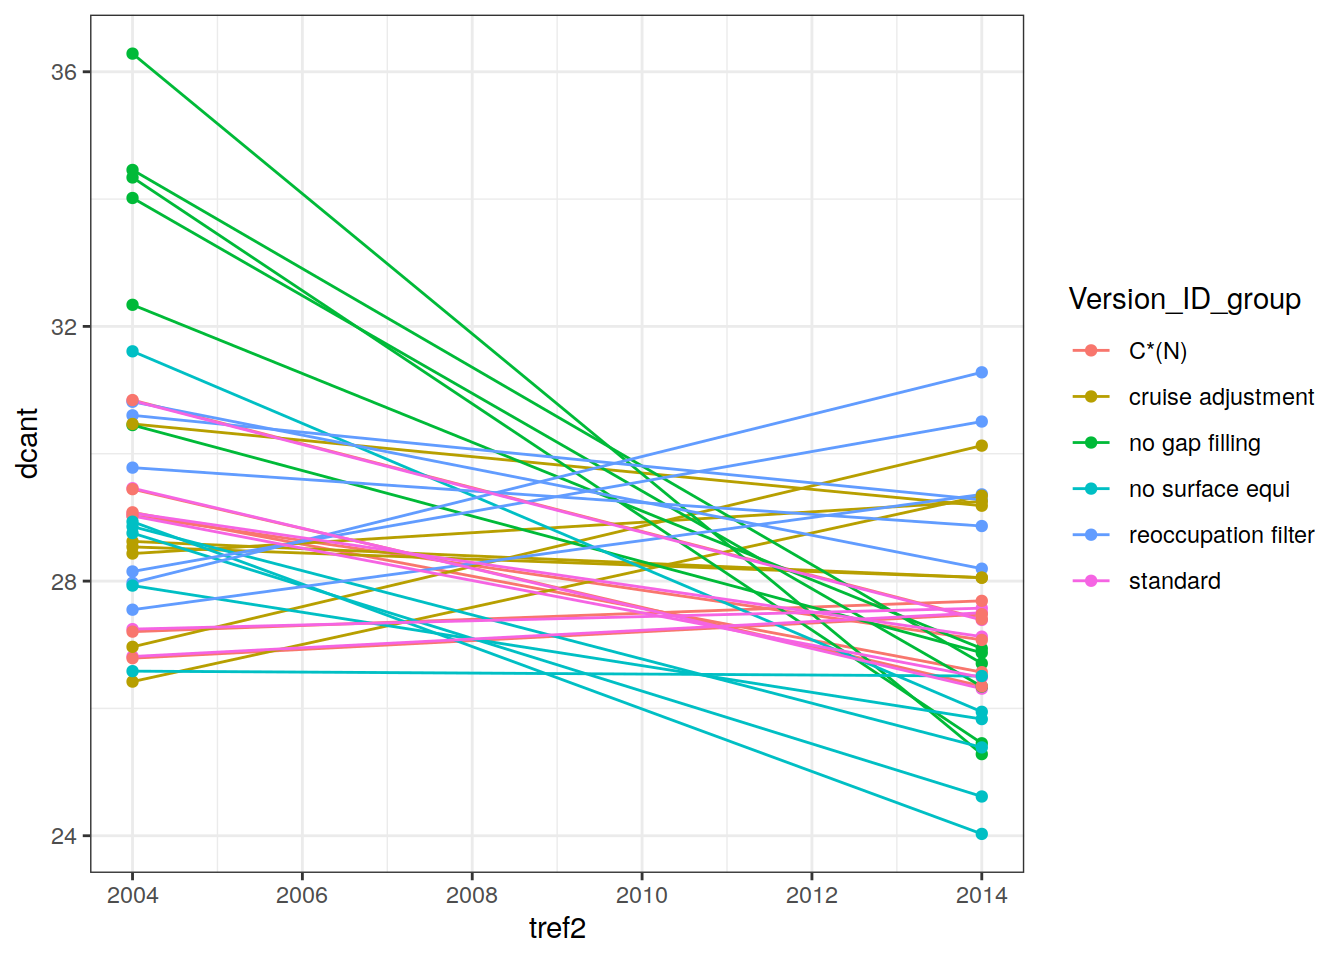 36
32
28
24
dcant
2004
2006
2008
2010
2012
2014
tref2
Version_ID_group
C*(N)
cruise adjustment
no gap filling
no surface equi
reoccupation filter
standard